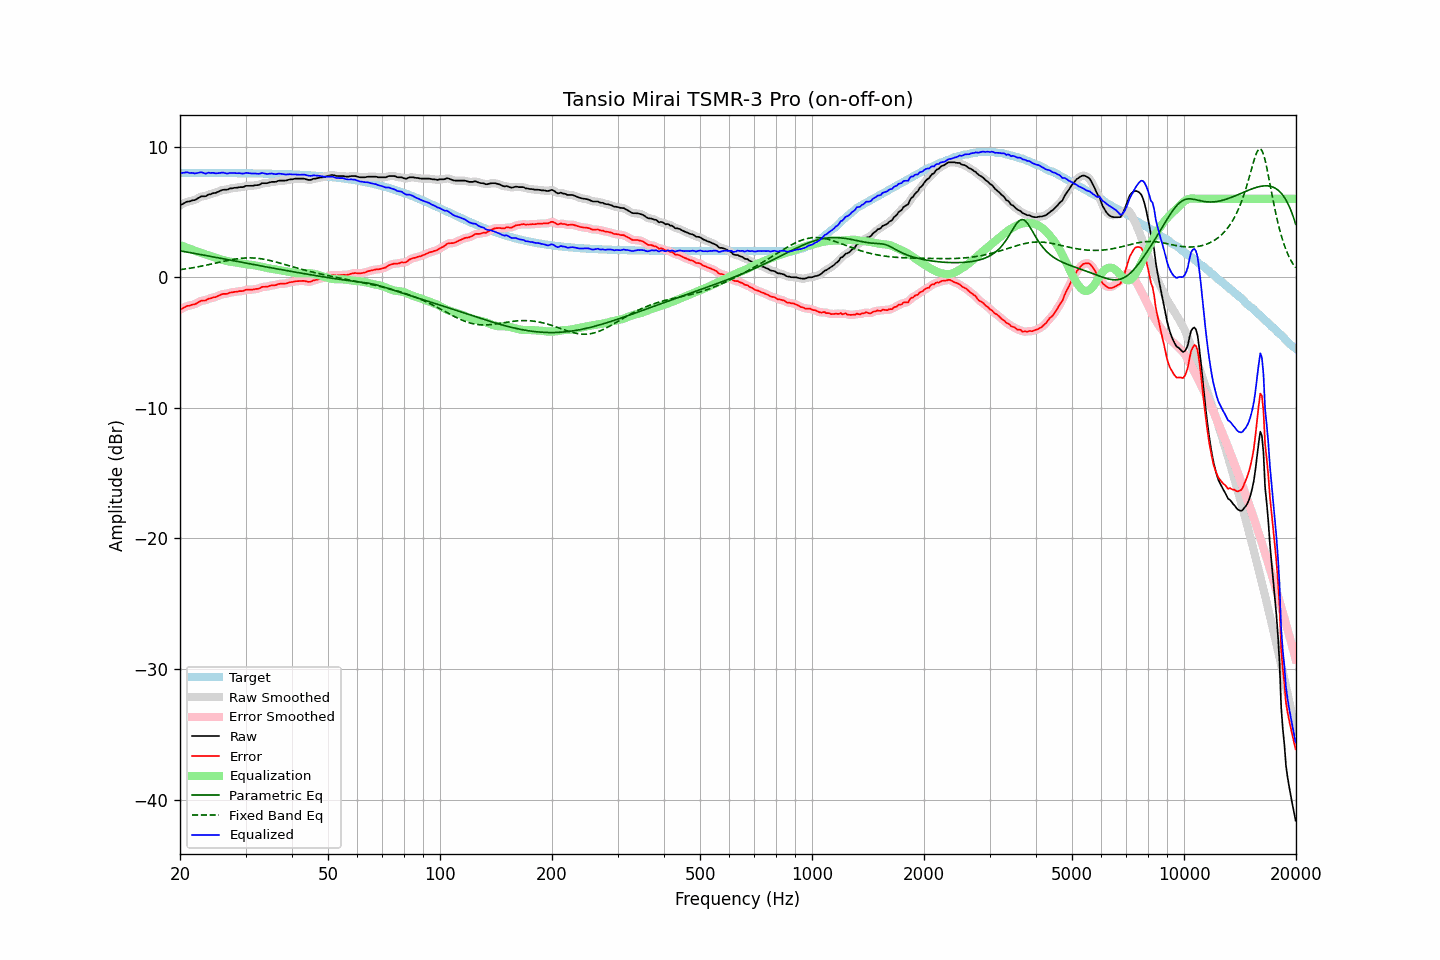 Tansio Mirai TSMR-3 Pro (on-off-on)
10
0
−10
−20
−30
−40
Amplitude (dBr)
Target
Raw Smoothed
Error Smoothed
Raw
Error
Equalization
Parametric Eq
Fixed Band Eq
Equalized
20 50 100 200 500 1000 2000 5000 10000 20000
Frequency (Hz)